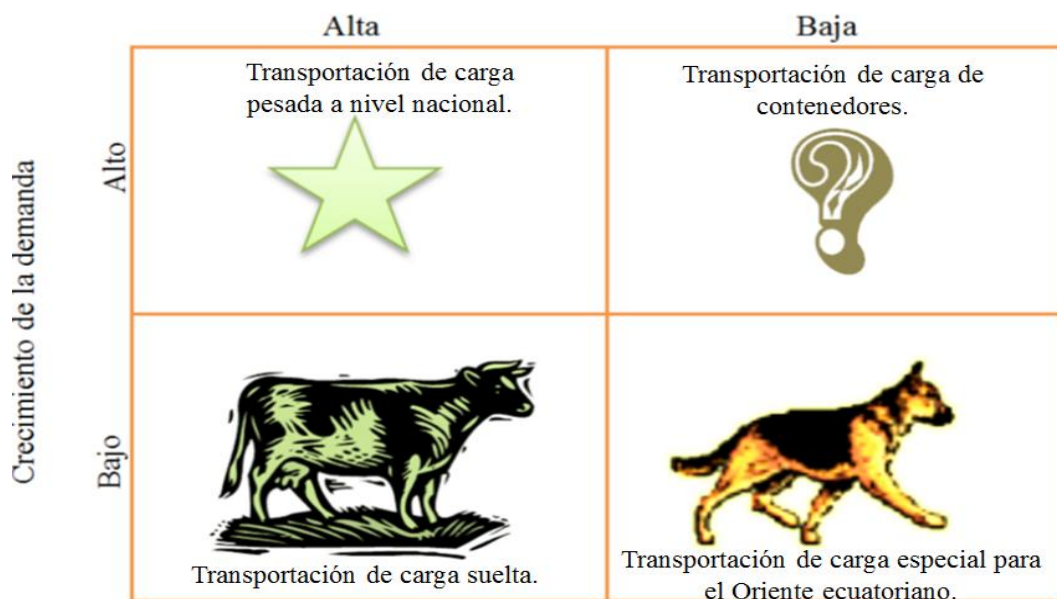 Alta
Baja
Crecimiento de la demanda
Alto
Transportación de carga
pesada a nivel nacional.
Transportación de carga de
contenedores.
Bajo
Transportación de carga suelta.
Transportación de carga especial para
el Oriente ecuatoriano.